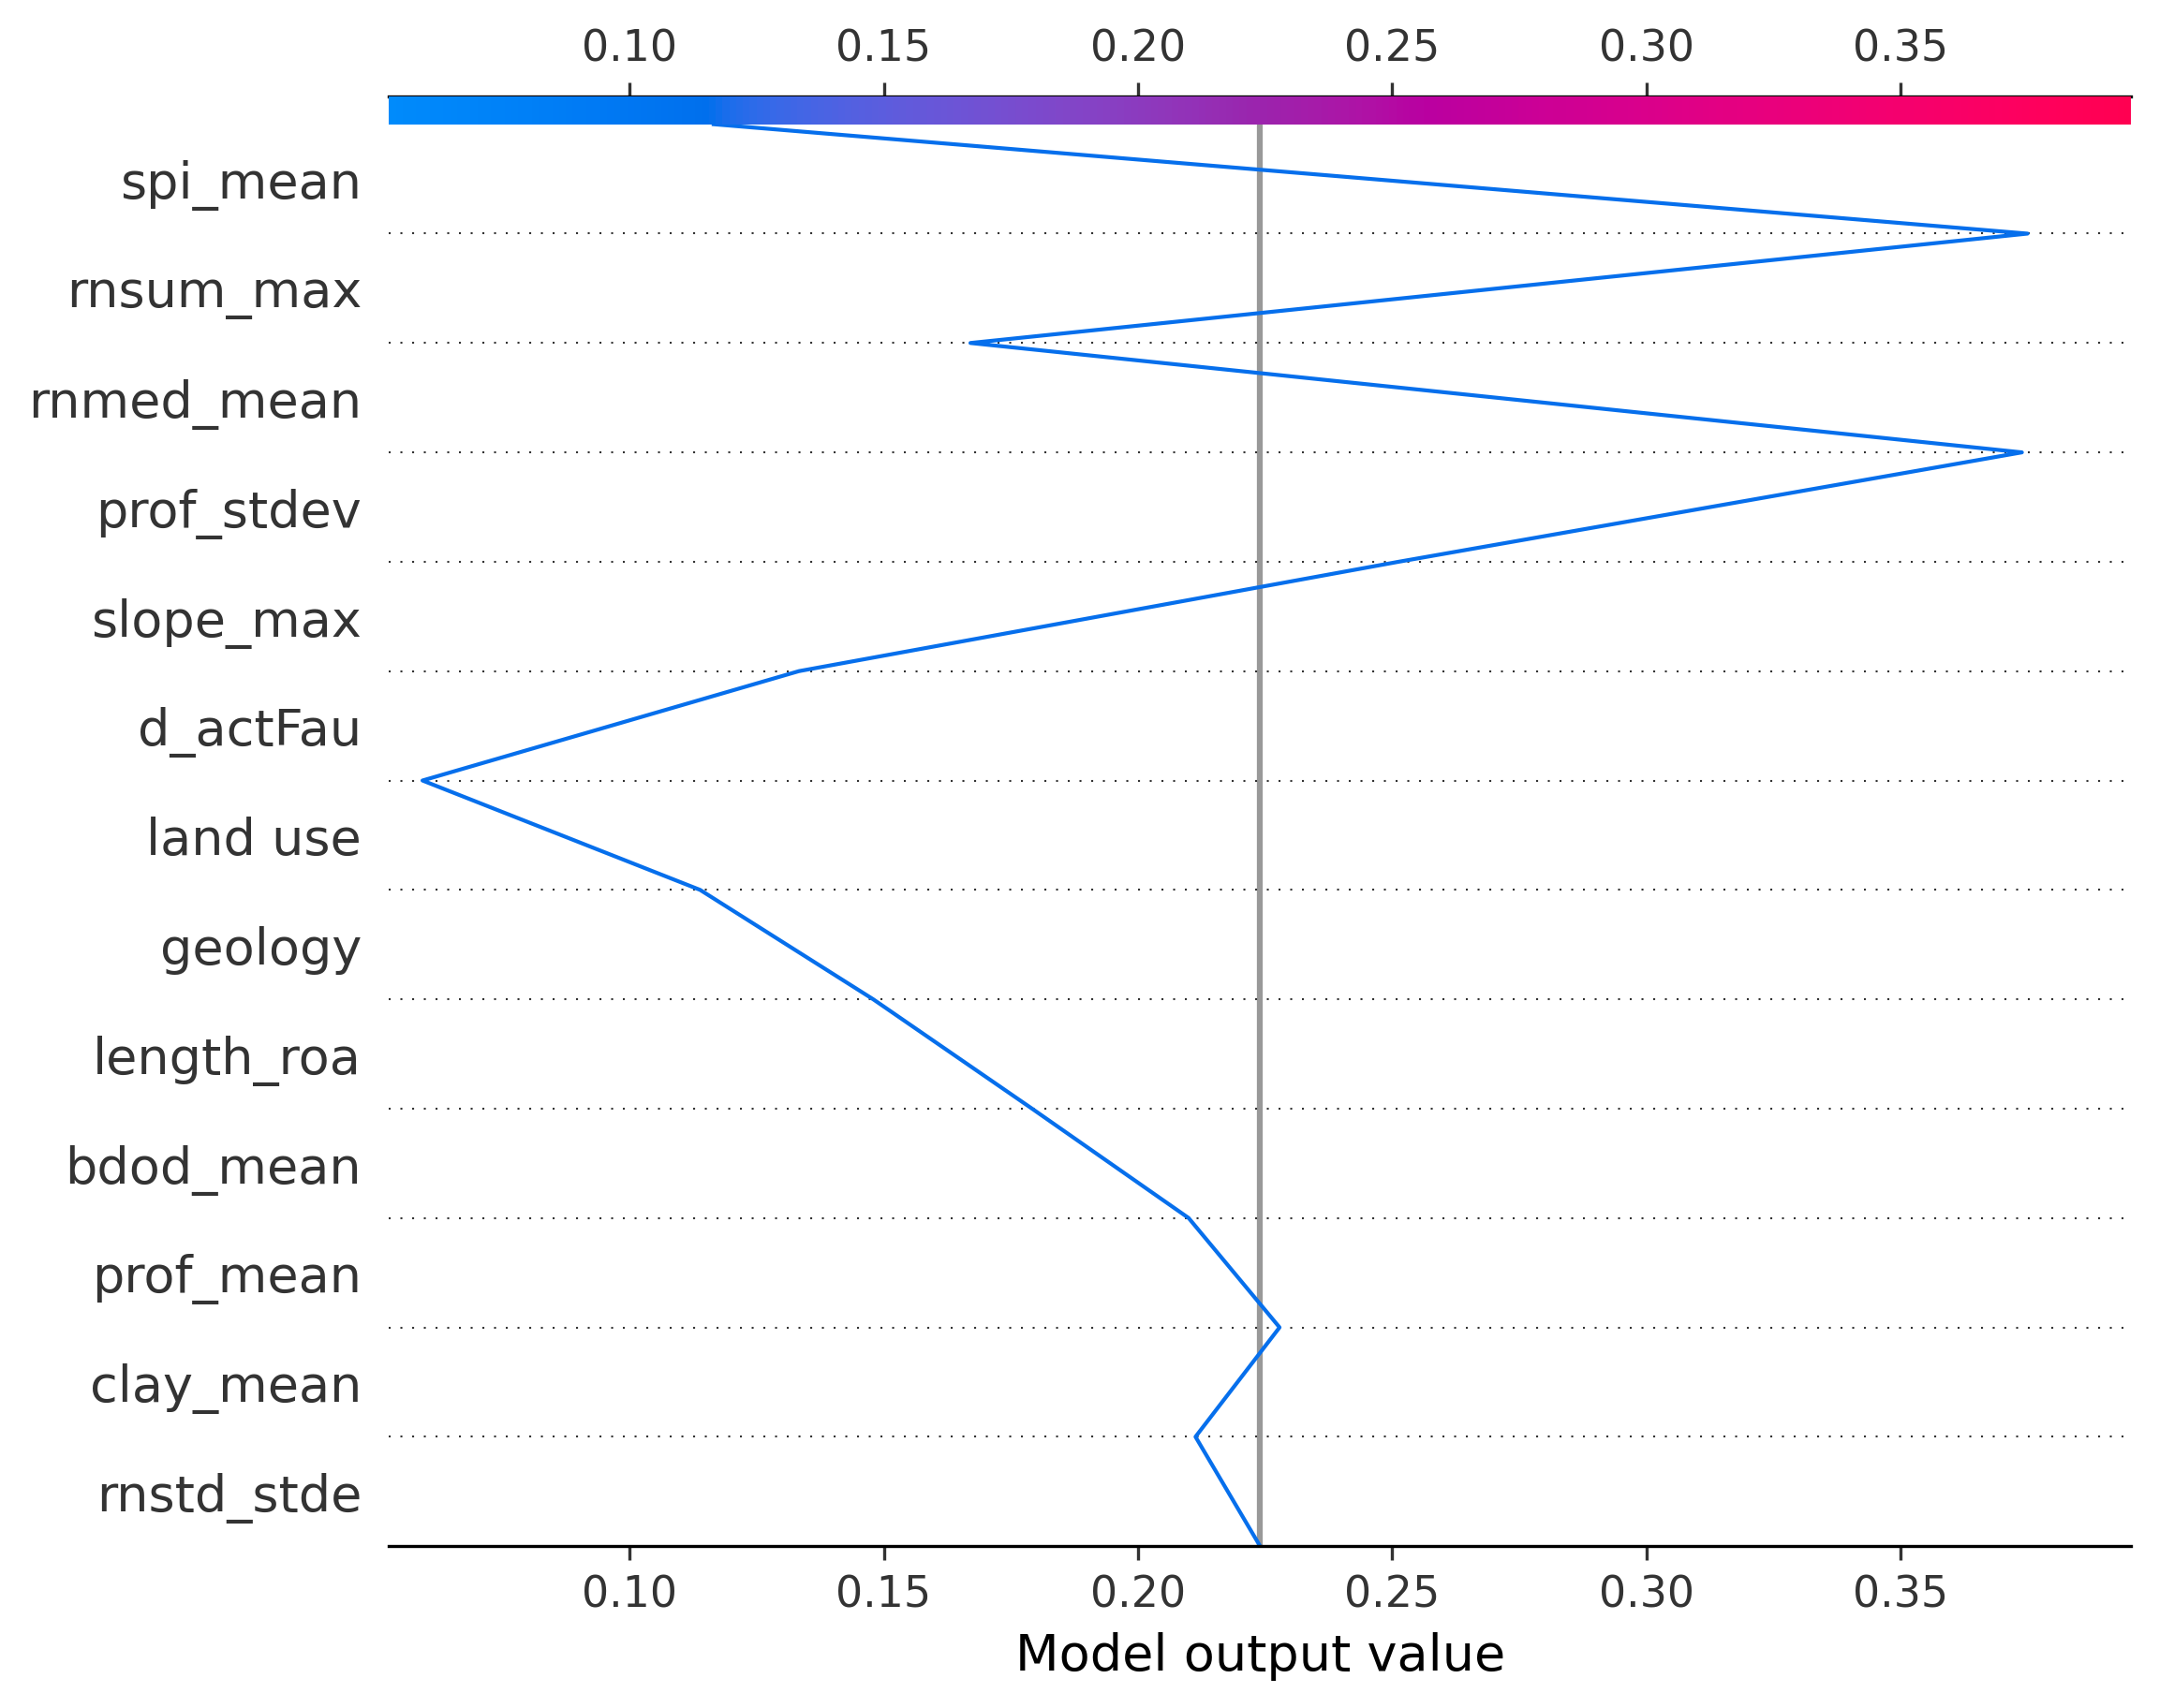 0.10 0.15 0.20 0.25 0.30 0.35
spi_mean
rnsum_max
rnmed_mean
prof_stdev
slope_max
d_actFau
land use
geology
length_roa
bdod_mean
prof_mean
clay_mean
rnstd_stde
0.10 0.15 0.20 0.25 0.30 0.35
Model output value